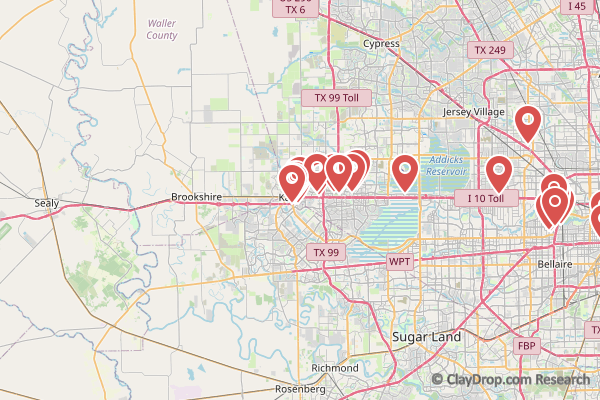 TX 6
I 45
Waller
County
Cypress
TX 249
TX 99 Toll
Jersey Village
Addicks
Reservoir
Brookshire
I 10 Toll
Sealy
TX 99
WPT
Bellaire
Sugar Land
FBP
Richmond
Rosenberg
© ClayDrop.com Research